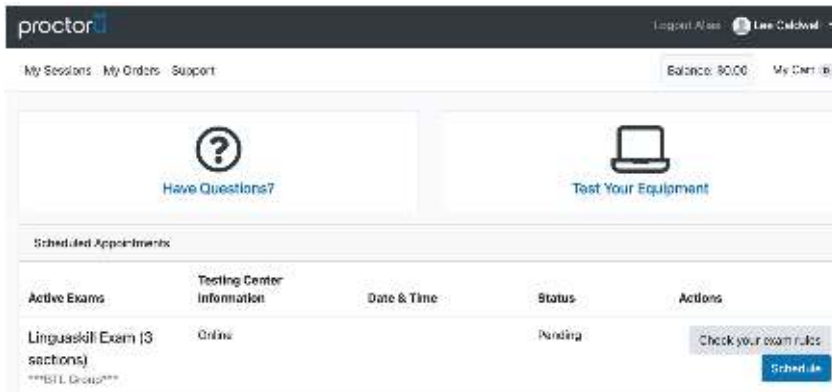 proctorU
Logout Alias Lee Caldwell
My Sessions My Orders Support Balance: $0.00 My Cart
Have Questions? Test Your Equipment
Scheduled Appointments
Active Exams Testing Center Information Date & Time Status Actions
Linguaskill Exam (3 Online Pending Check your exam rules
sections) Schedule
***BTL Group***